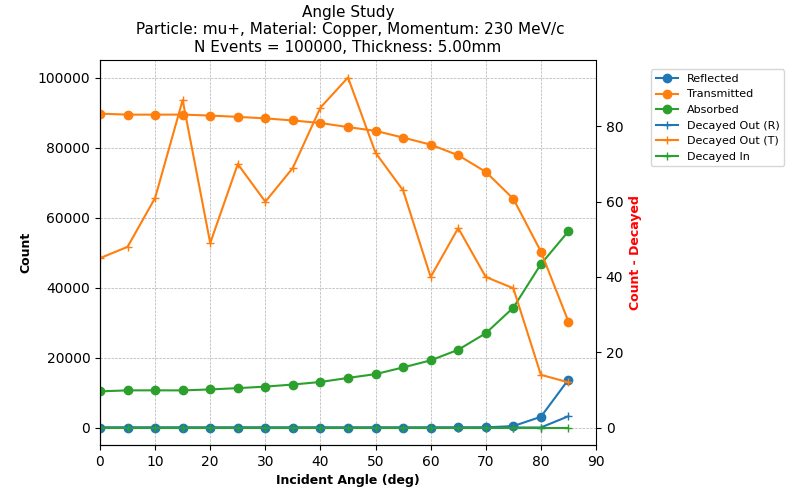 Angle Study
Particle: mu+, Material: Copper, Momentum: 230 MeV/c
N Events = 100000, Thickness: 5.00mm
100000
80000
60000
40000
20000
0
Count
0 10 20 30 40 50 60 70 80 90
Incident Angle (deg)
80
60
40
20
0
Count - Decayed
Reflected
Transmitted
Absorbed
Decayed Out (R)
Decayed Out (T)
Decayed In